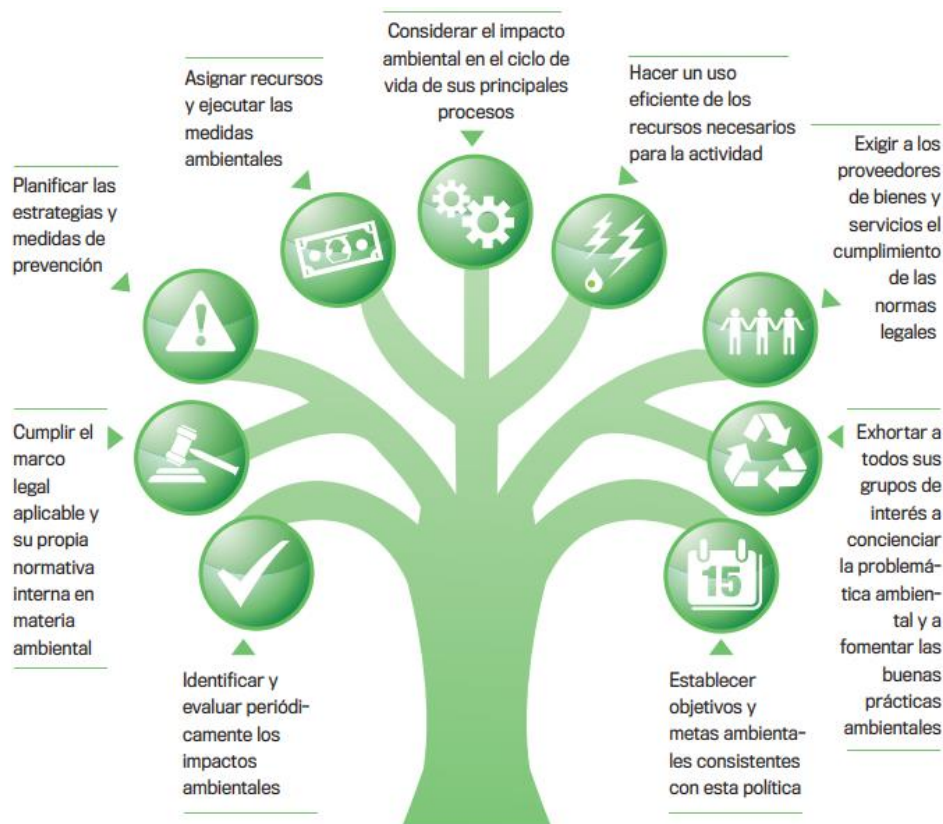 Considerar el impacto
ambiental en el ciclo de
vida de sus principales
procesos
Asignar recursos
y ejecutar las
medidas
ambientales
Hacer un uso
eficiente de los
recursos necesarios
para la actividad
Planificar las
estrategias y
medidas de
prevención
Exigir a los
proveedores
de bienes y
servicios el
cumplimiento
de las
normas
legales
Cumplir el
marco
legal
aplicable y
su propia
normativa
interna en
materia
ambiental
Exhortar a
todos sus
grupos de
interés a
concienciar
la problemá-
tica ambien-
tal y a
fomentar las
buenas
prácticas
ambientales
15
Identificar y
evaluar periódi-
camente los
impactos
ambientales
Establecer
objetivos y
metas ambienta-
les consistentes
con esta política